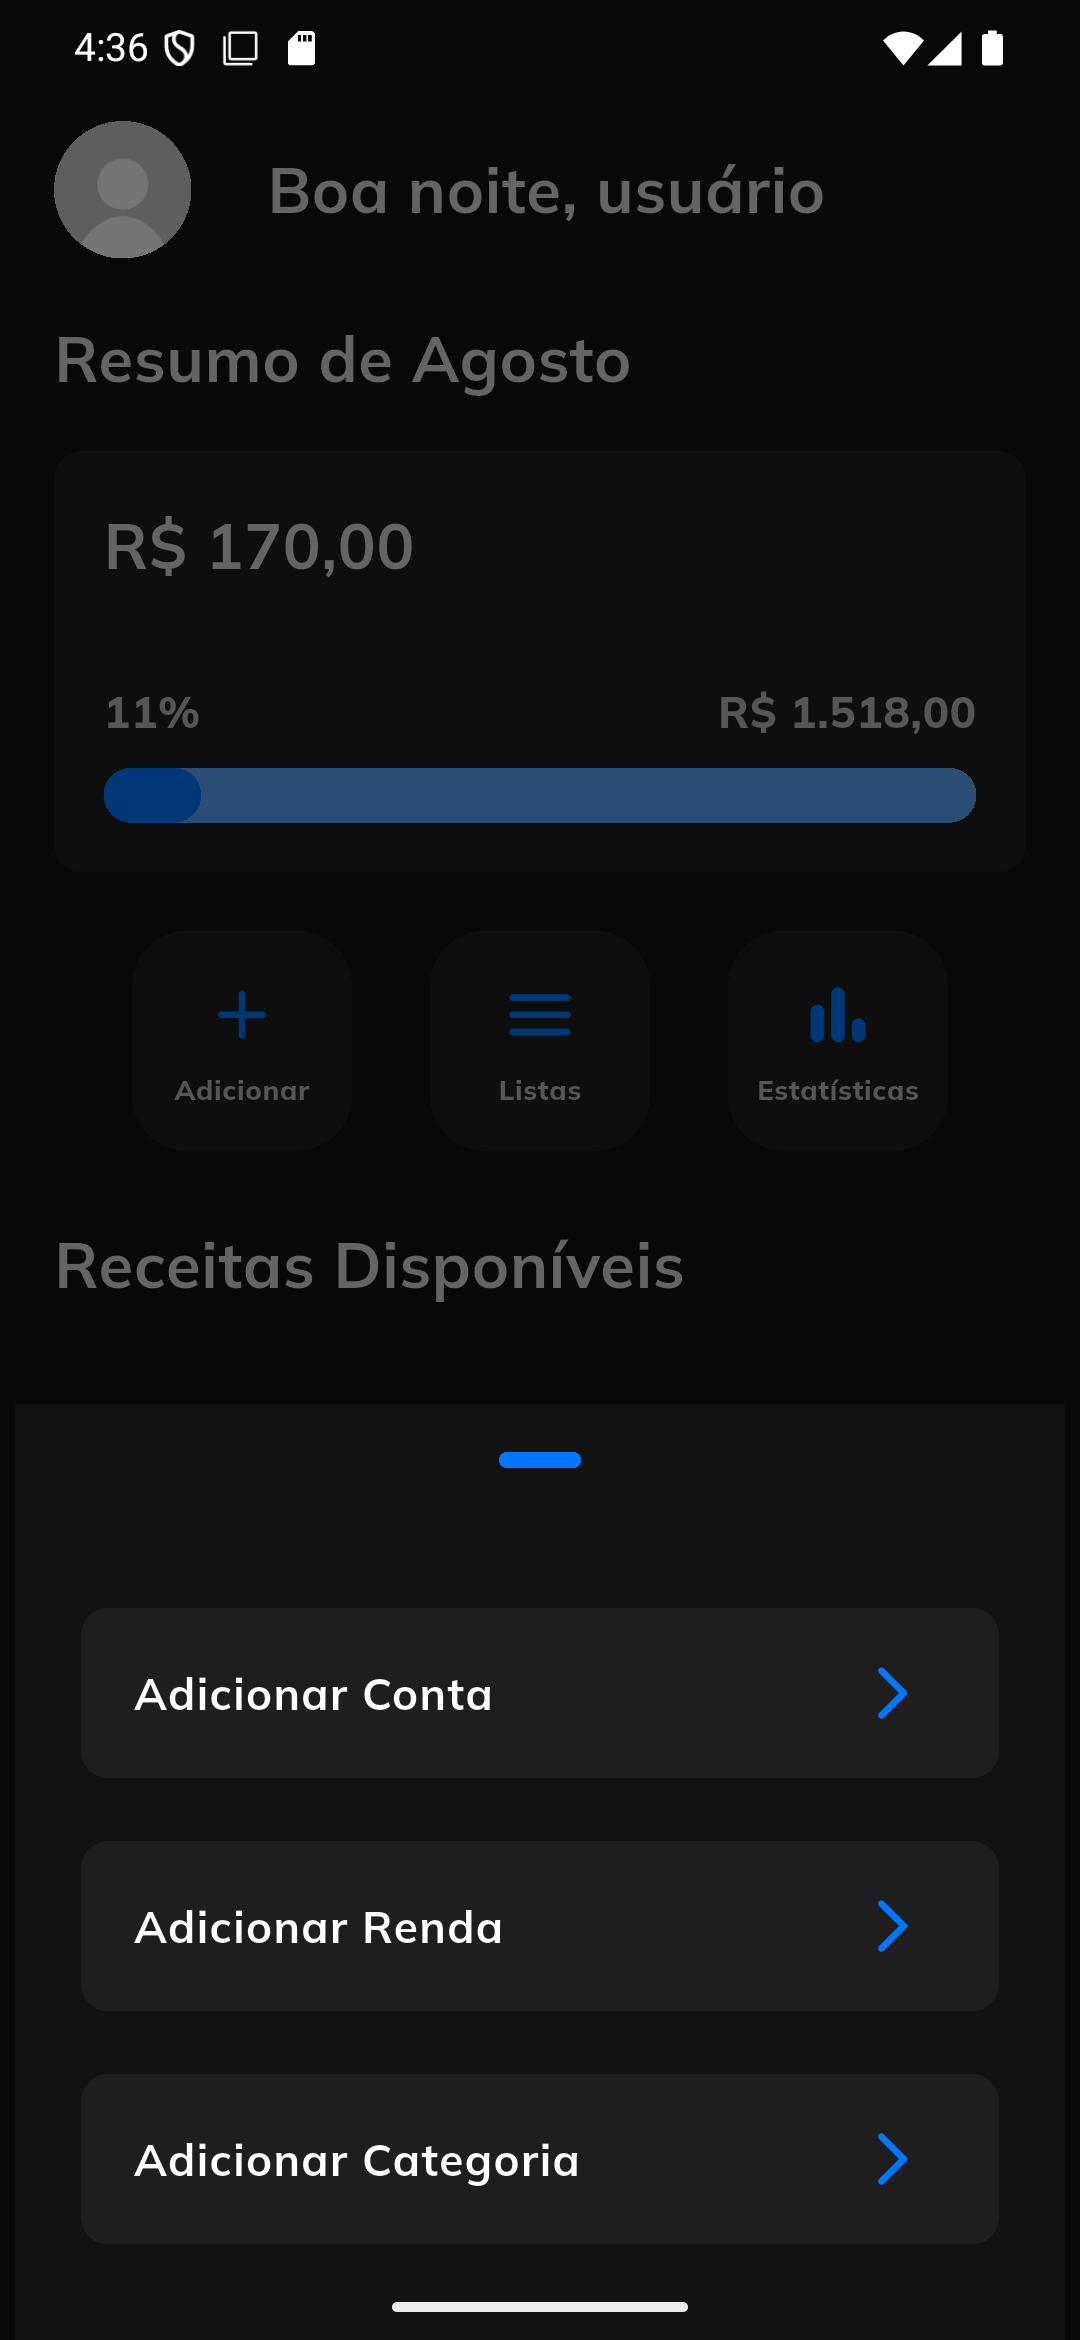 4:36
Boa noite, usuário
Resumo de Agosto
R$ 170,00
11%
R$ 1.518,00
Adicionar
Listas
Estatísticas
Receitas Disponíveis
Adicionar Conta
Adicionar Renda
Adicionar Categoria